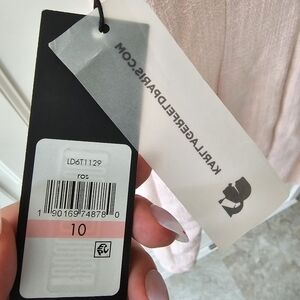 KARLLAGERFELDPARIS.COM
LD6T1129
ros
1 90169 74878 0
10